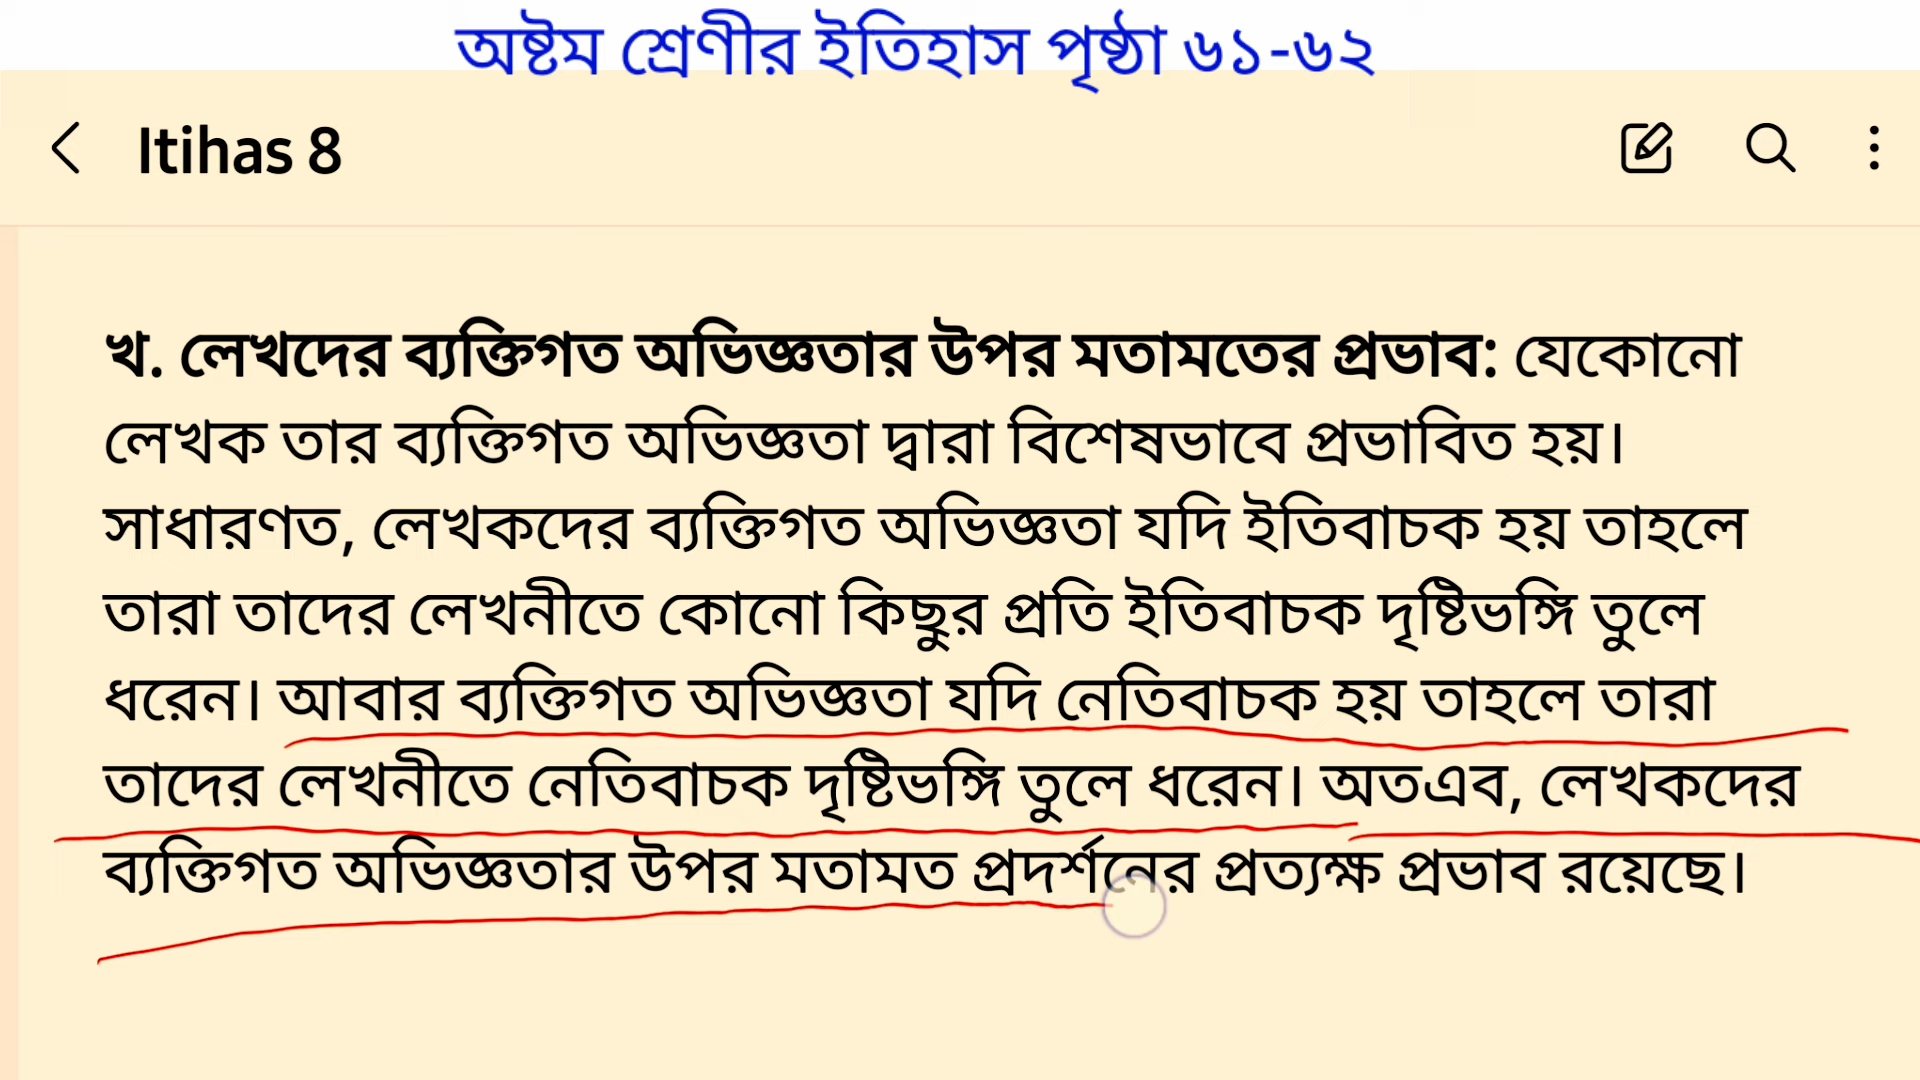 অষ্টম শ্রেণীর ইতিহাস পৃষ্ঠা ৬১-৬২
Itihas 8
খ. লেখদের ব্যক্তিগত অভিজ্ঞতার উপর মতামতের প্রভাব: যেকোনো
লেখক তার ব্যক্তিগত অভিজ্ঞতা দ্বারা বিশেষভাবে প্রভাবিত হয়।
সাধারণত, লেখকদের ব্যক্তিগত অভিজ্ঞতা যদি ইতিবাচক হয় তাহলে
তারা তাদের লেখনীতে কোনো কিছুর প্রতি ইতিবাচক দৃষ্টিভঙ্গি তুলে
ধরেন। আবার ব্যক্তিগত অভিজ্ঞতা যদি নেতিবাচক হয় তাহলে তারা
তাদের লেখনীতে নেতিবাচক দৃষ্টিভঙ্গি তুলে ধরেন। অতএব, লেখকদের
ব্যক্তিগত অভিজ্ঞতার উপর মতামত প্রদর্শনের প্রত্যক্ষ প্রভাব রয়েছে।